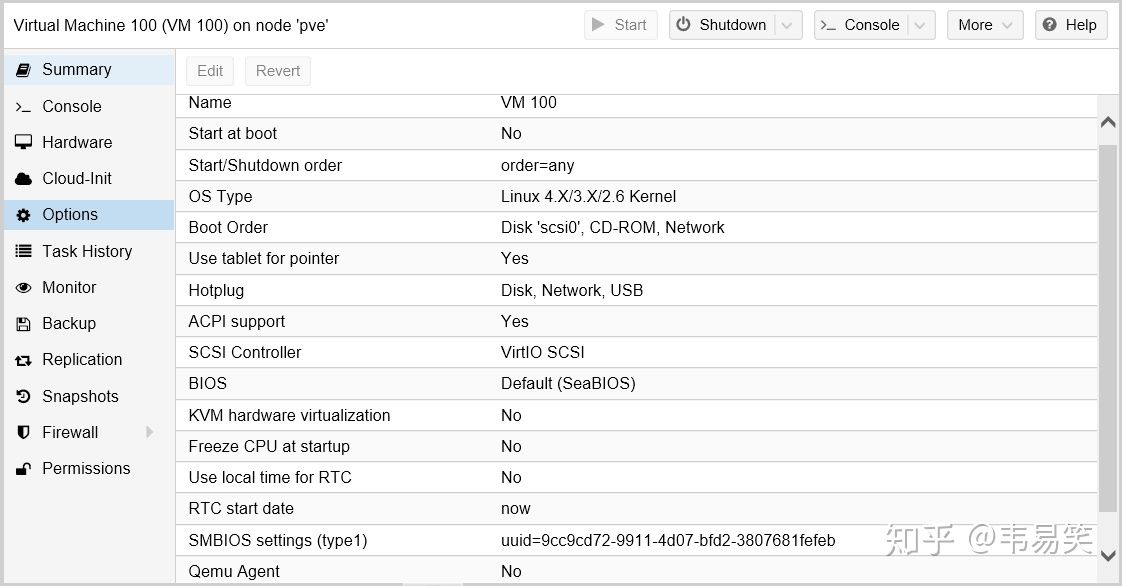 Virtual Machine 100 (VM 100) on node 'pve' Start Shutdown Console More Help
Summary
Console
Hardware
Cloud-Init
Options
Task History
Monitor
Backup
Replication
Snapshots
Firewall
Permissions
Edit Revert
Name VM 100
Start at boot No
Start/Shutdown order order=any
OS Type Linux 4.X/3.X/2.6 Kernel
Boot Order Disk 'scsi0', CD-ROM, Network
Use tablet for pointer Yes
Hotplug Disk, Network, USB
ACPI support Yes
SCSI Controller VirtIO SCSI
BIOS Default (SeaBIOS)
KVM hardware virtualization No
Freeze CPU at startup No
Use local time for RTC No
RTC start date now
SMBIOS settings (type1) uuid=9cc9cd72-9911-4d07-bfd2-3807681fefeb
Qemu Agent No
知乎 @韦易笑